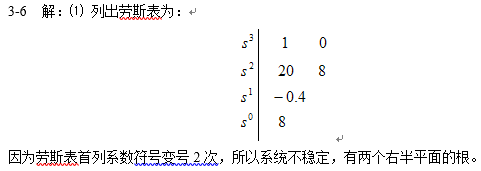 3-6 解：⑴ 列出劳斯表为：↵
s³ 1 0
s² 20 8
s¹ －0.4
s⁰ 8 ↵
因为劳斯表首列系数符号变号2次，所以系统不稳定，有两个右半平面的根。